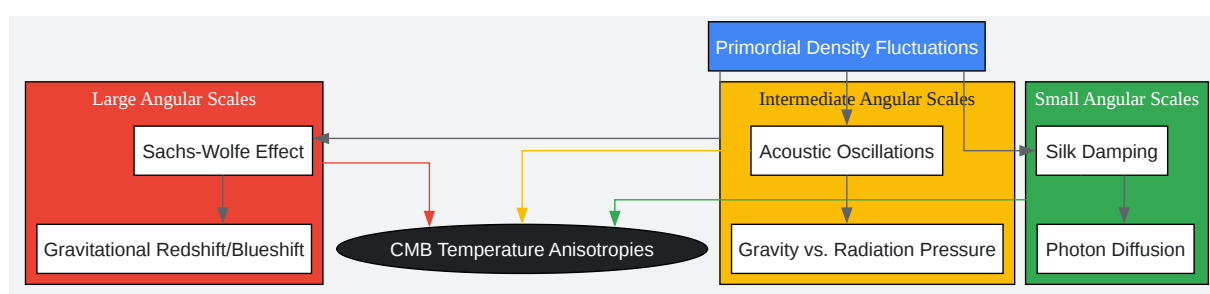 Primordial Density Fluctuations
Large Angular Scales
Intermediate Angular Scales
Small Angular Scales
Sachs-Wolfe Effect
Acoustic Oscillations
Silk Damping
Gravitational Redshift/Blueshift
CMB Temperature Anisotropies
Gravity vs. Radiation Pressure
Photon Diffusion